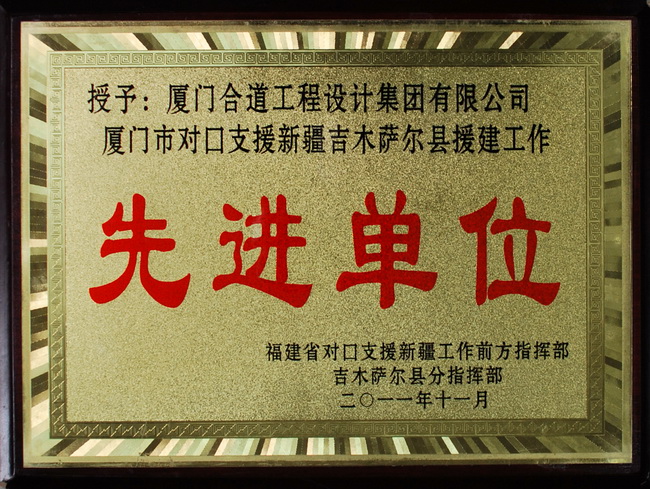 授予：厦门合道工程设计集团有限公司
厦门市对口支援新疆吉木萨尔县援建工作
先进单位
福建省对口支援新疆工作前方指挥部
吉木萨尔县分指挥部
二〇一一年十一月